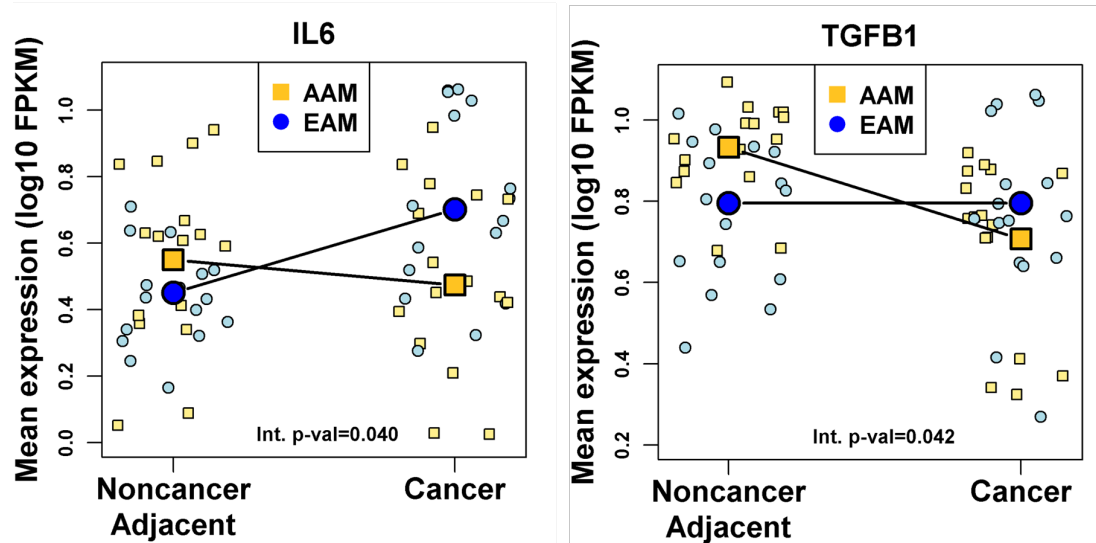 IL6
Mean expression (log10 FPKM)
1.0
0.8
0.6
0.4
0.2
0.0
AAM
EAM
Int. p-val=0.040
Noncancer
Adjacent
Cancer
TGFB1
Mean expression (log10 FPKM)
1.0
0.8
0.6
0.4
0.2
AAM
EAM
Int. p-val=0.042
Noncancer
Adjacent
Cancer